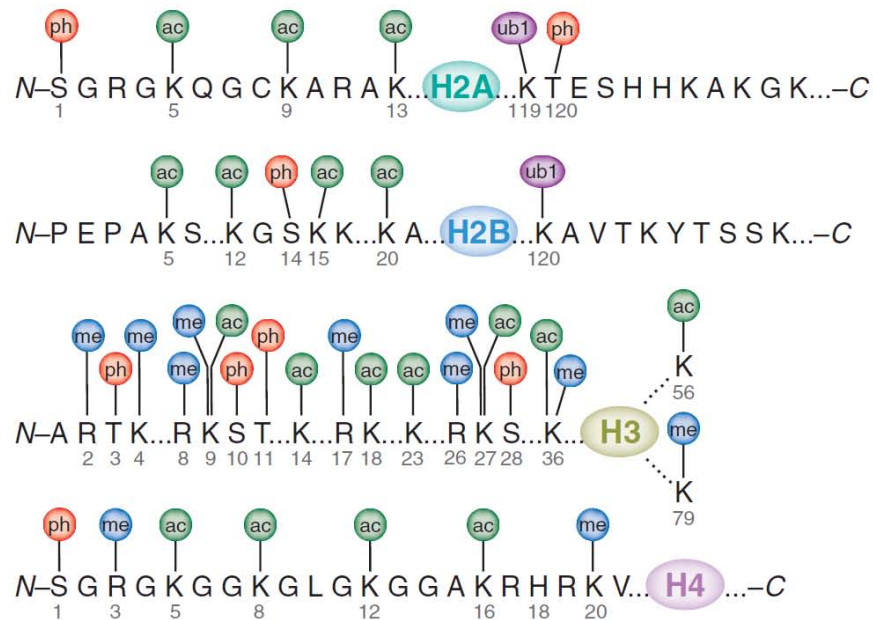 ph ac ac ac ub1 ph
N–S G R G K Q G C K A R A K...H2A...K T E S H H K A K G K...–C
1 5 9 13 119 120
ac ac ph ac ac ub1
N–P E P A K S...K G S K K...K A...H2B...K A V T K Y T S S K...–C
5 12 14 15 20 120
ac
me me me ac ph me me ac ac
ph me ph ac ac ac me ph me
K
56
me
N–A R T K...R K S T...K...R K...K...R K S...K...H3
2 3 4 8 9 10 11 14 17 18 23 26 27 28 36
K
79
ph me ac ac ac ac me
N–S G R G K G G K G L G K G G A K R H R K V...H4...–C
1 3 5 8 12 16 18 20